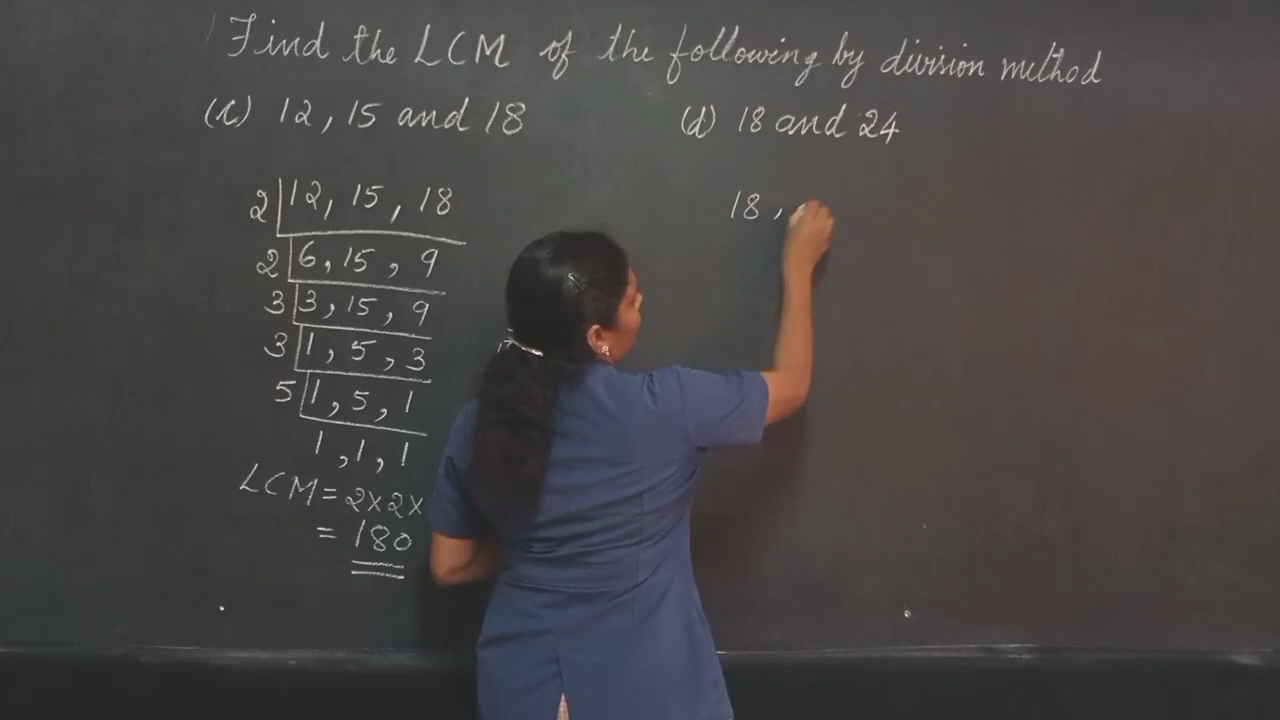 Find the LCM of the following by division method
(c) 12, 15 and 18
(d) 18 and 24
2 12, 15, 18
2 6, 15, 9
3 3, 15, 9
3 1, 5, 3
5 1, 5, 1
1, 1, 1
LCM = 2 × 2 ×
= 180
18 ,